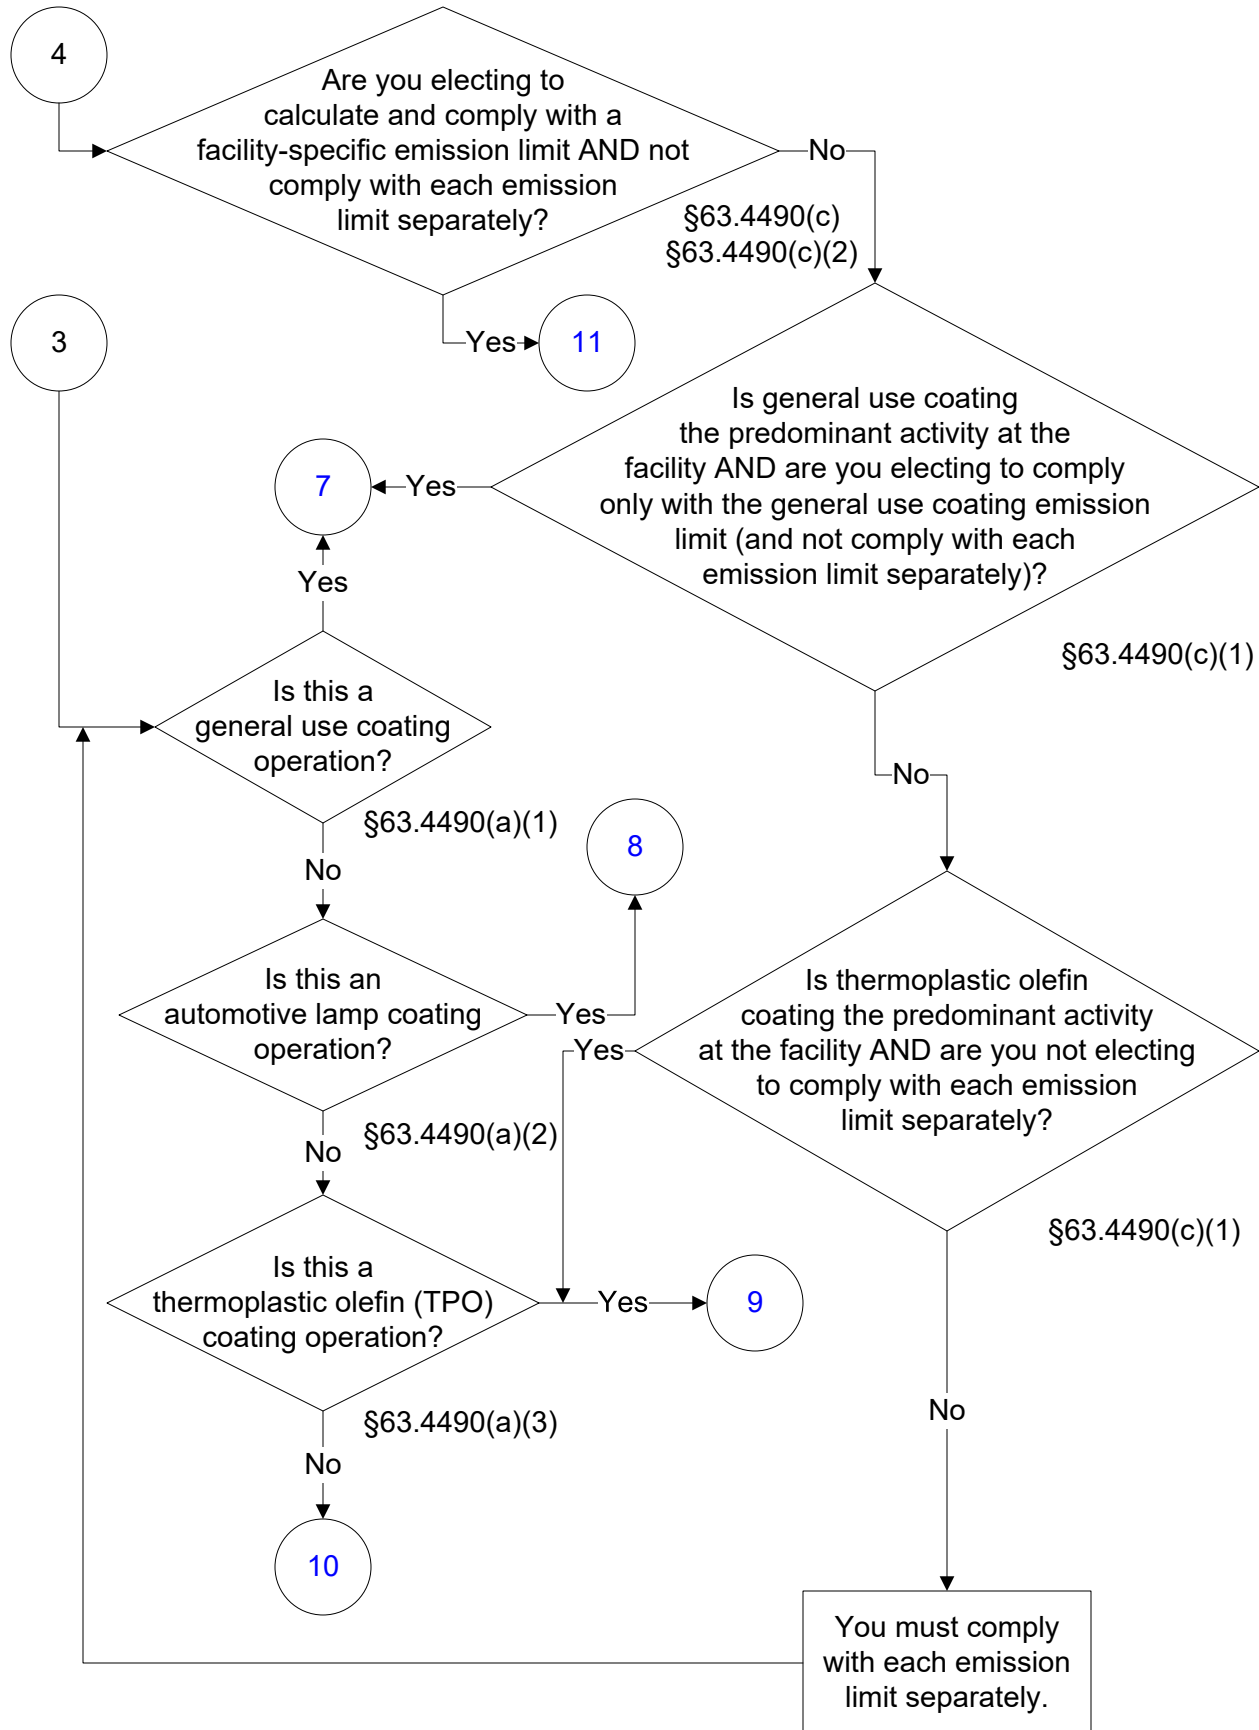 4
Are you electing to
calculate and comply with a
facility-specific emission limit AND not
comply with each emission
limit separately?
No
§63.4490(c)
§63.4490(c)(2)
Yes
11
3
Is general use coating
the predominant activity at the
facility AND are you electing to comply
only with the general use coating emission
limit (and not comply with each
emission limit separately)?
§63.4490(c)(1)
Yes
7
Yes
Is this a
general use coating
operation?
§63.4490(a)(1)
No
No
8
Is this an
automotive lamp coating
operation?
Yes
§63.4490(a)(2)
No
Is thermoplastic olefin
coating the predominant activity
at the facility AND are you not electing
to comply with each emission
limit separately?
Yes
§63.4490(c)(1)
Is this a
thermoplastic olefin (TPO)
coating operation?
Yes
9
§63.4490(a)(3)
No
10
No
You must comply
with each emission
limit separately.